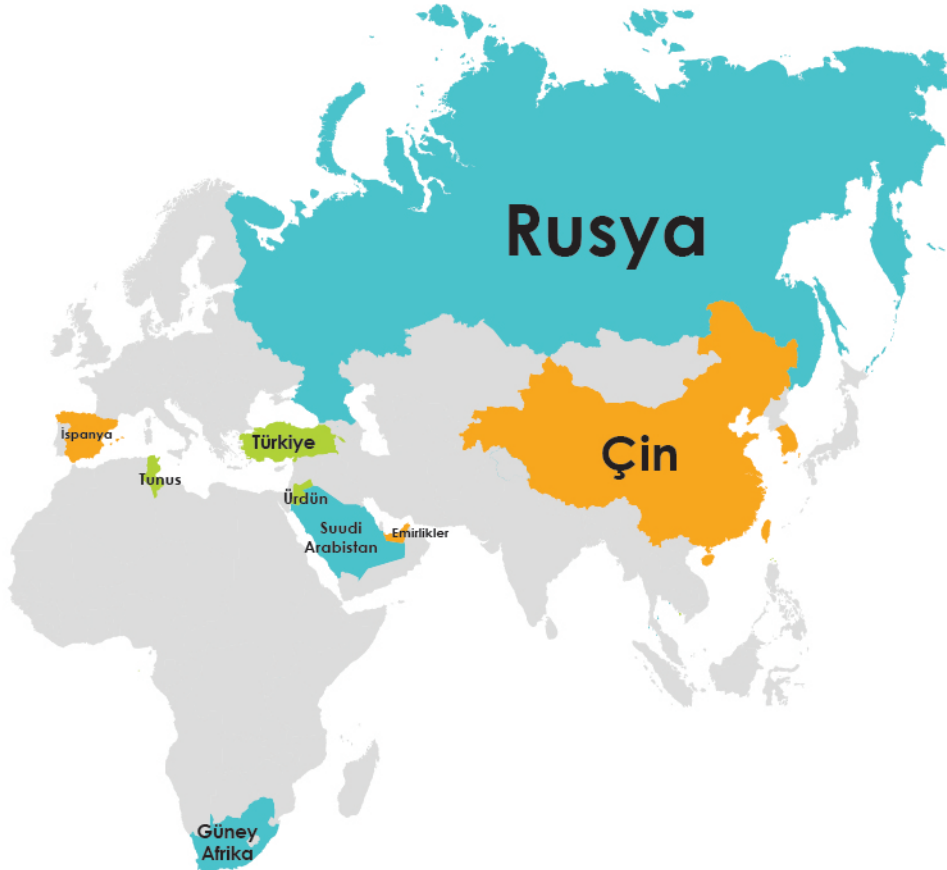 Rusya
İspanya
Türkiye
Çin
Tunus
Ürdün
Suudi
Arabistan
Emirlikler
Güney
Afrika